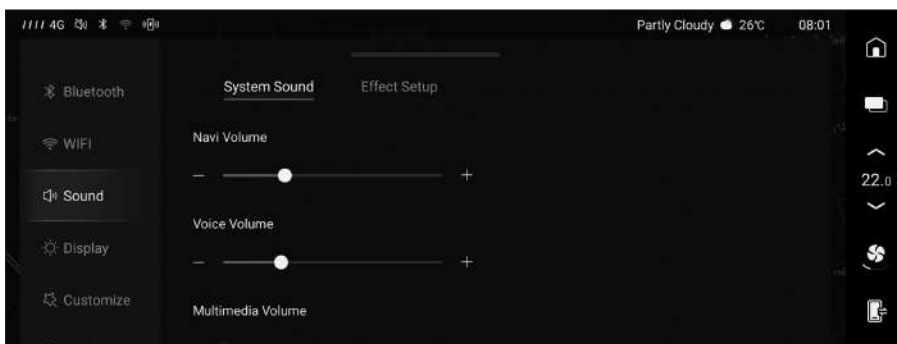 4G
Partly Cloudy 26℃ 08:01
Bluetooth
WIFI
Sound
Display
Customize
System Sound Effect Setup
Navi Volume
− +
Voice Volume
− +
Multimedia Volume
22.0